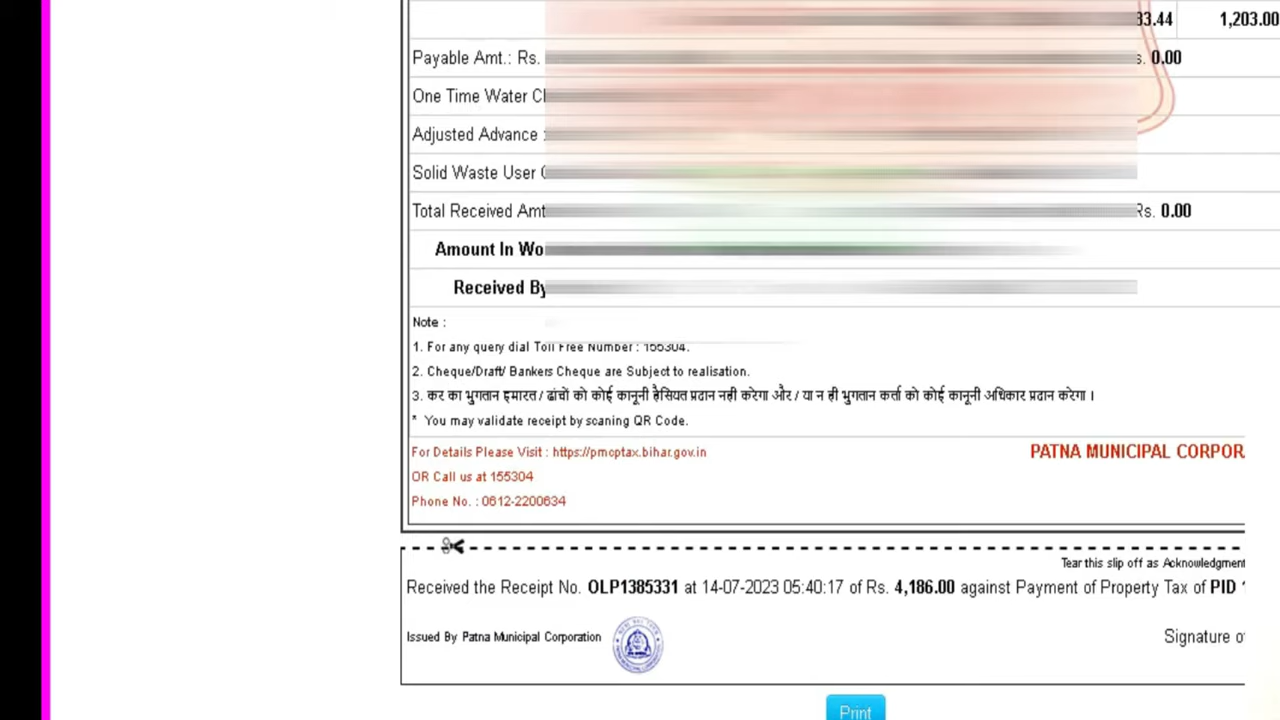 33.44 1,203.00
Payable Amt.: Rs. s. 0.00
One Time Water
Adjusted Advance :
Solid Waste User
Total Received Amt Rs. 0.00
Amount In Wo
Received By
Note :
1. For any query dial Toll Free Number : 155304.
2. Cheque/Draft/ Bankers Cheque are Subject to realisation.
3. कर का भुगतान इमारत / ढांचों को कोई कानूनी हैसियत प्रदान नही करेगा और / या न ही भुगतान कर्ता को कोई कानूनी अधिकार प्रदान करेगा ।
* You may validate receipt by scaning QR Code.
For Details Please Visit : https://pmcptax.bihar.gov.in PATNA MUNICIPAL CORPOR
OR Call us at 155304
Phone No. : 0612-2200634
Tear this slip off as Acknowledgment
Received the Receipt No. OLP1385331 at 14-07-2023 05:40:17 of Rs. 4,186.00 against Payment of Property Tax of PID
Issued By Patna Municipal Corporation Signature o
Print